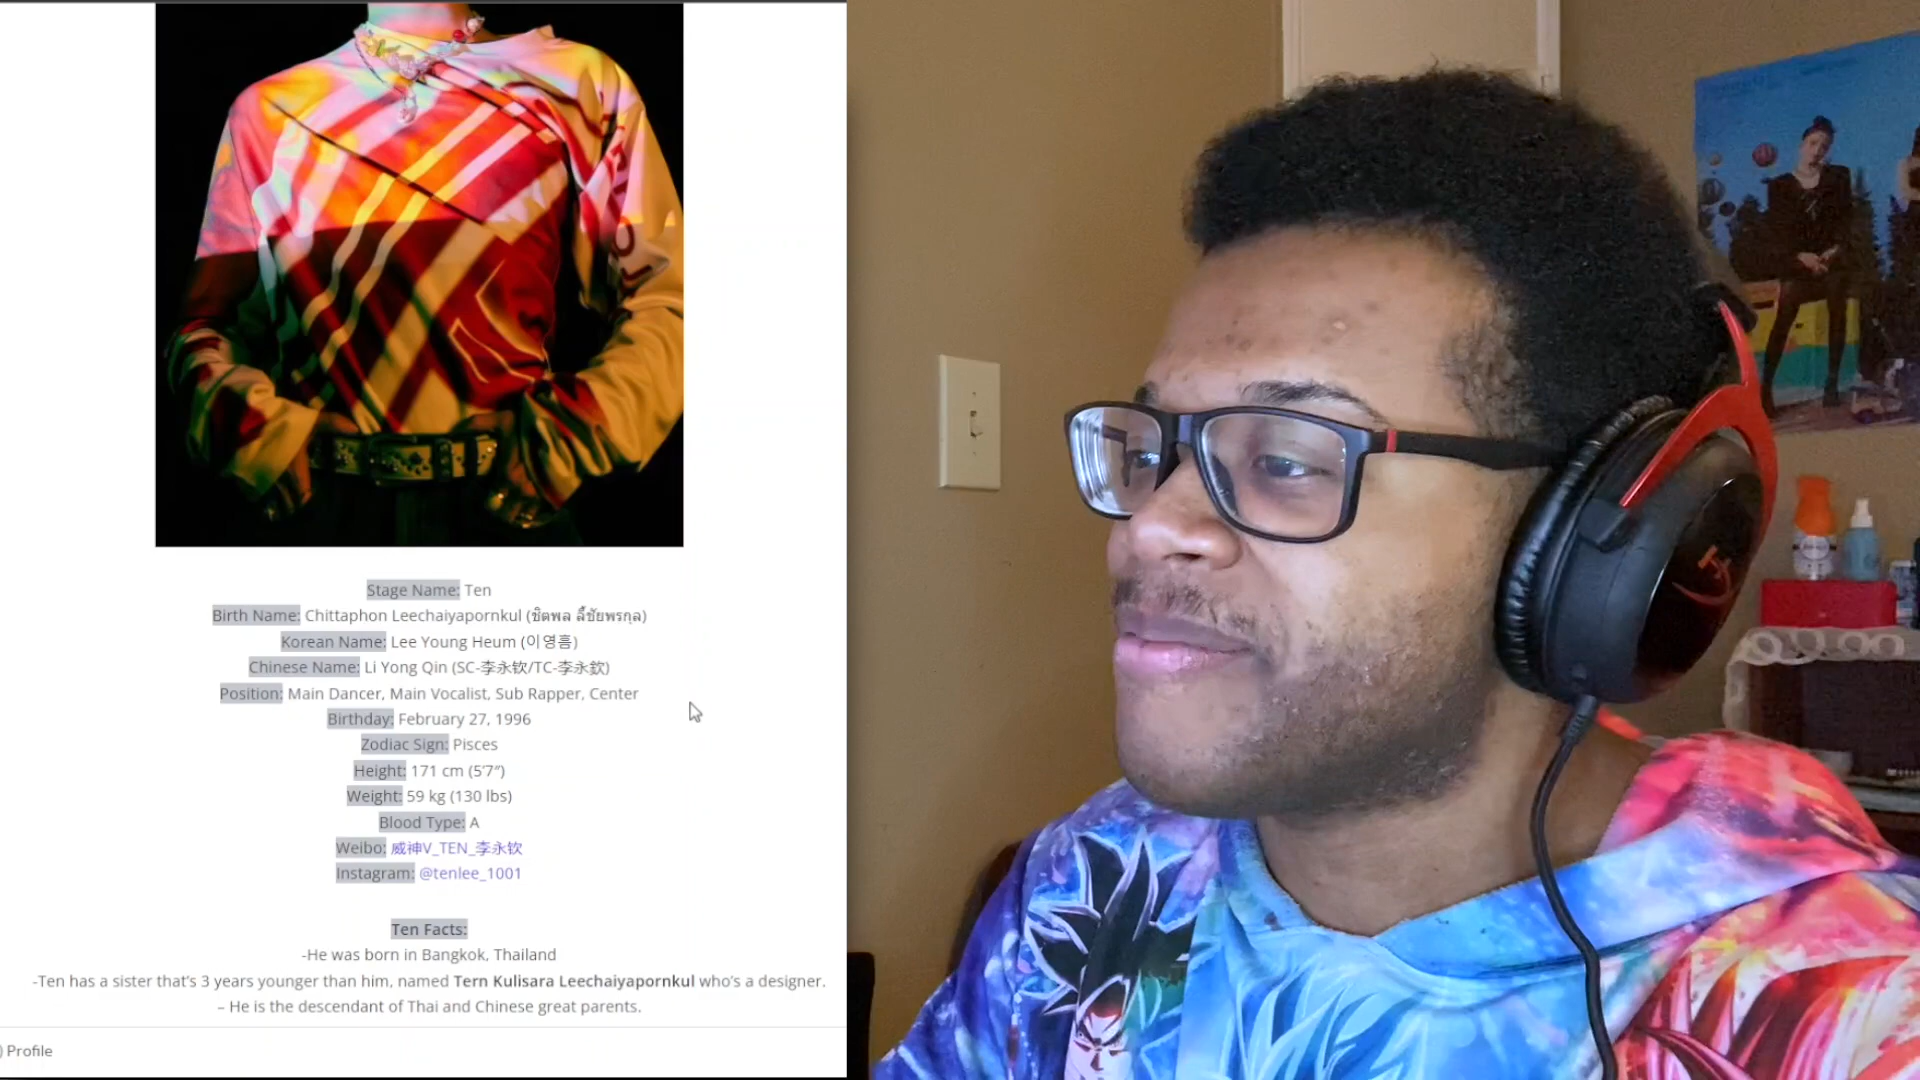 Stage Name: Ten
Birth Name: Chittaphon Leechaiyapornkul (ชิตพล ลี้ชัยพรกุล)
Korean Name: Lee Young Heum (이영흠)
Chinese Name: Li Yong Qin (SC-李永钦/TC-李永欽)
Position: Main Dancer, Main Vocalist, Sub Rapper, Center
Birthday: February 27, 1996
Zodiac Sign: Pisces
Height: 171 cm (5'7″)
Weight: 59 kg (130 lbs)
Blood Type: A
Weibo: 威神V_TEN_李永钦
Instagram: @tenlee_1001
Ten Facts:
-He was born in Bangkok, Thailand
-Ten has a sister that's 3 years younger than him, named Tern Kulisara Leechaiyapornkul who's a designer.
– He is the descendant of Thai and Chinese great parents.
) Profile